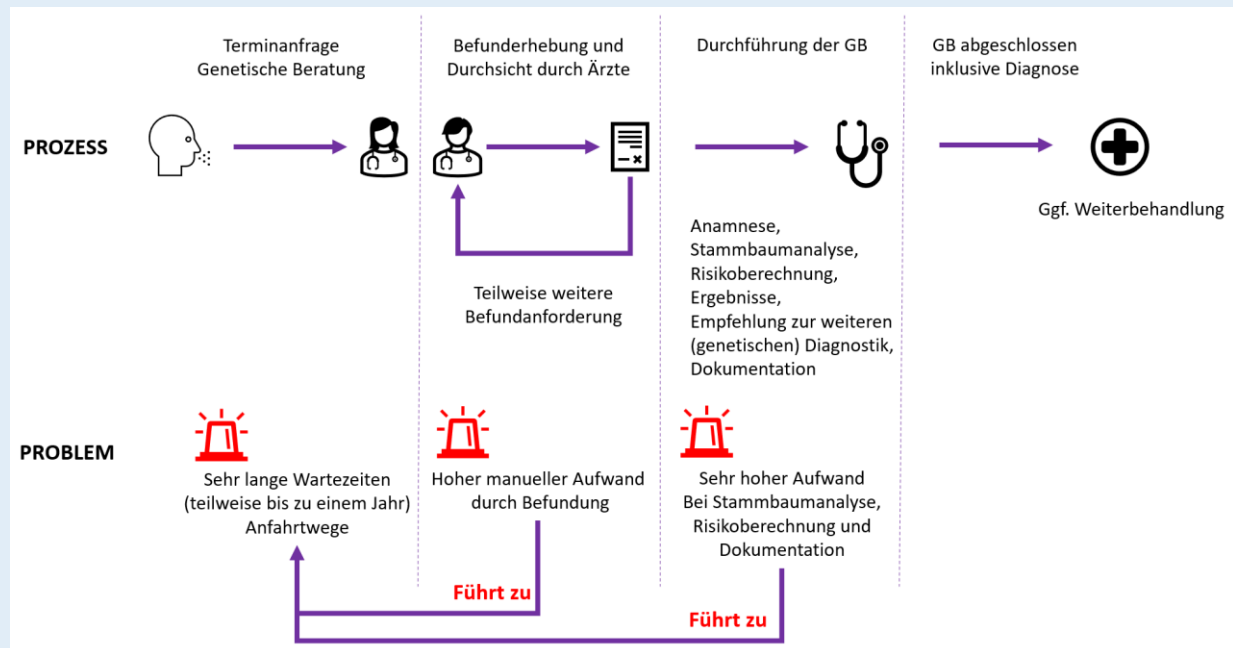 Terminanfrage
Genetische Beratung
Befunderhebung und
Durchsicht durch Ärzte
Durchführung der GB
GB abgeschlossen
inklusive Diagnose
PROZESS
Ggf. Weiterbehandlung
Teilweise weitere
Befundanforderung
Anamnese,
Stammbaumanalyse,
Risikoberechnung,
Ergebnisse,
Empfehlung zur weiteren
(genetischen) Diagnostik,
Dokumentation
PROBLEM
Sehr lange Wartezeiten
(teilweise bis zu einem Jahr)
Anfahrtwege
Hoher manueller Aufwand
durch Befundung
Sehr hoher Aufwand
Bei Stammbaumanalyse,
Risikoberechnung und
Dokumentation
Führt zu
Führt zu